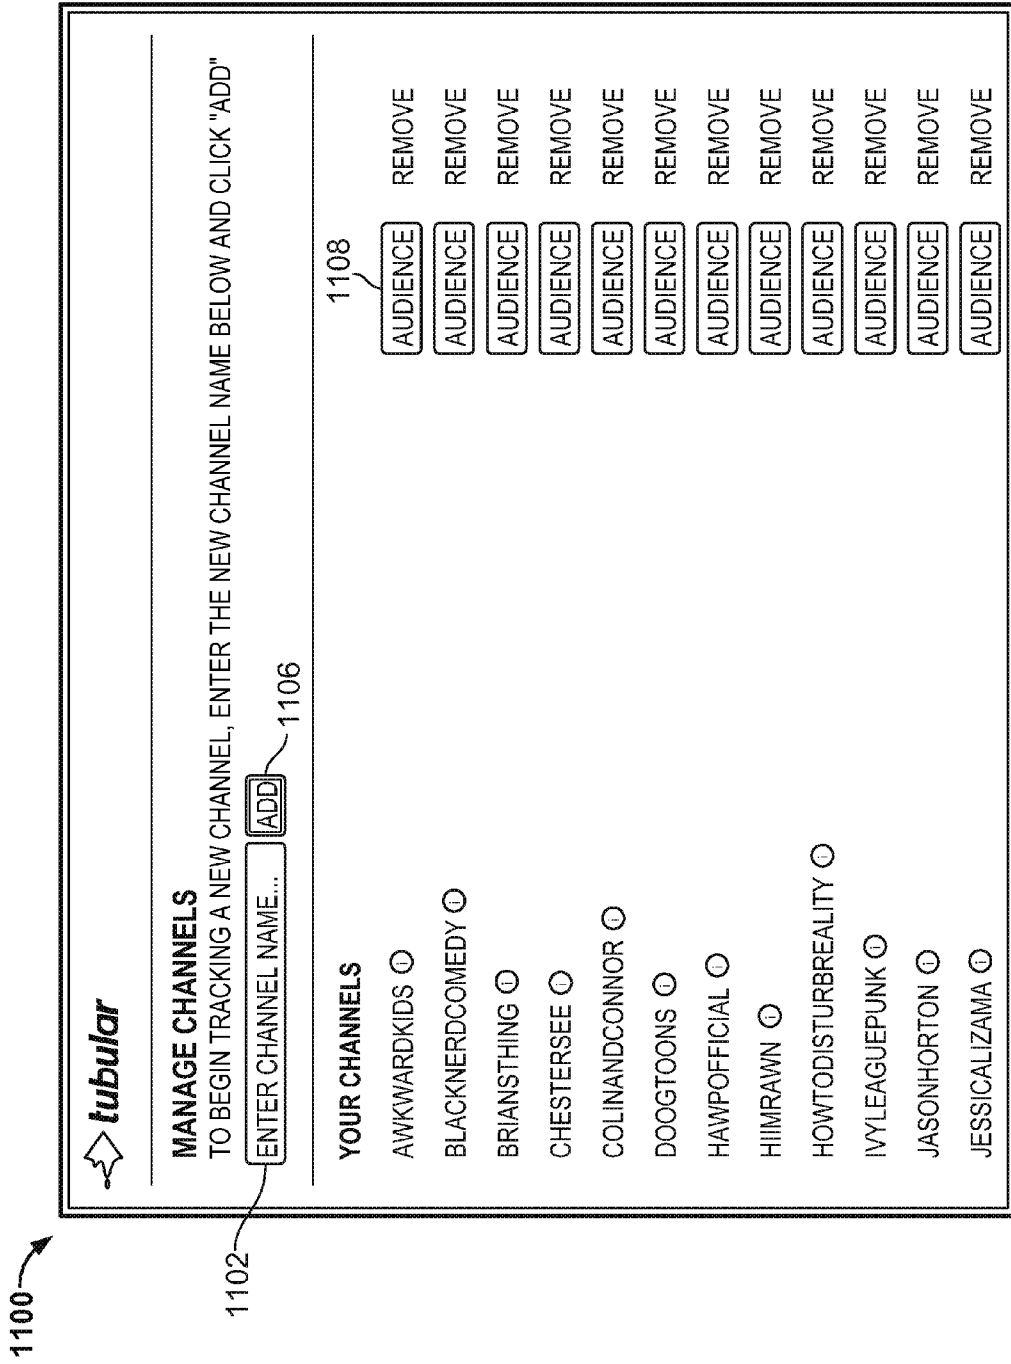 1100
tubular
MANAGE CHANNELS
TO BEGIN TRACKING A NEW CHANNEL, ENTER THE NEW CHANNEL NAME BELOW AND CLICK "ADD"
1102 ENTER CHANNEL NAME... ADD 1106
YOUR CHANNELS 1108
AWKWARDKIDS i AUDIENCE REMOVE
BLACKNERDCOMEDY i AUDIENCE REMOVE
BRIANSTHING i AUDIENCE REMOVE
CHESTERSEE i AUDIENCE REMOVE
COLINANDCONNOR i AUDIENCE REMOVE
DOOGTOONS i AUDIENCE REMOVE
HAWPOFFICIAL i AUDIENCE REMOVE
HIIMRAWN i AUDIENCE REMOVE
HOWTODISTURBREALITY i AUDIENCE REMOVE
IVYLEAGUEPUNK i AUDIENCE REMOVE
JASONHORTON i AUDIENCE REMOVE
JESSICALIZAMA i AUDIENCE REMOVE